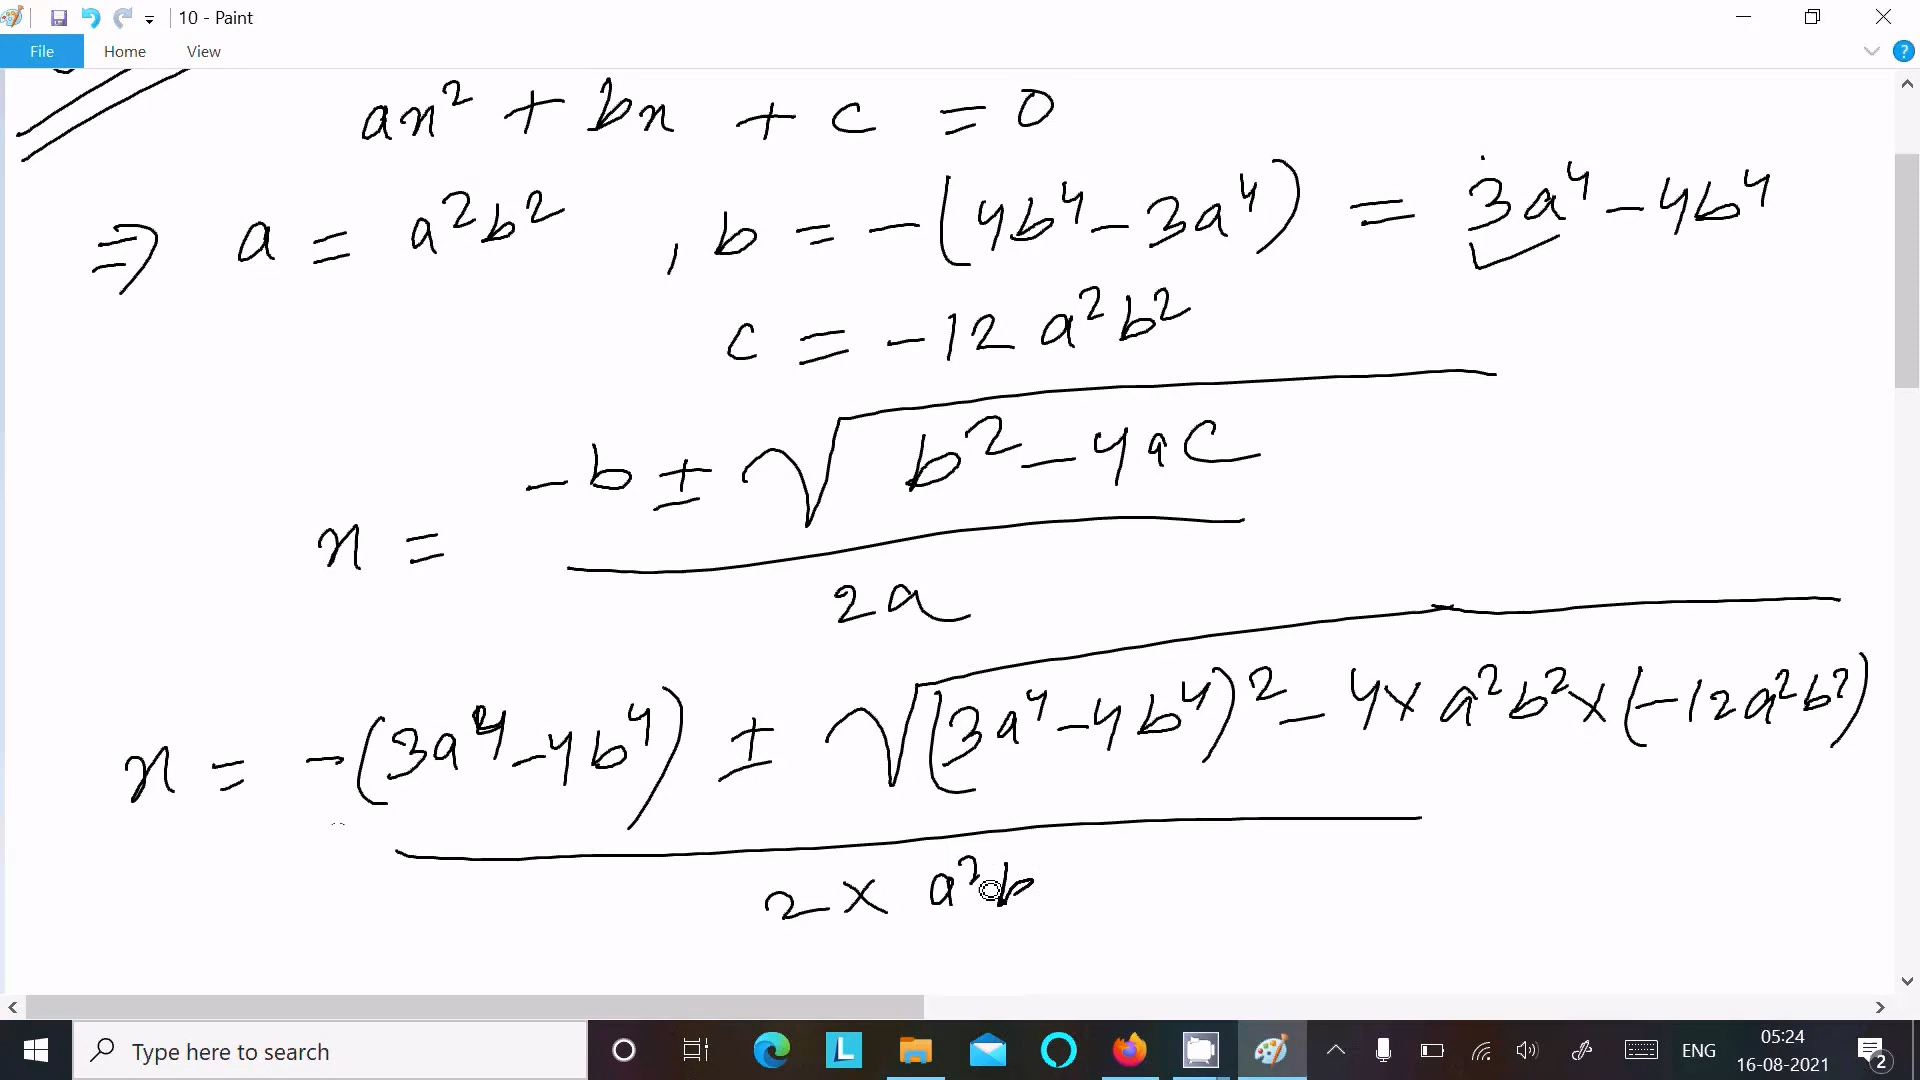 10 - Paint
File Home View
ax² + bx + c = 0
⇒ a = a²b² , b = -(4b⁴ - 3a⁴) = 3a⁴ - 4b⁴
c = -12 a²b²
x = (-b ± √(b² - 4ac)) / 2a
x = (-(3a⁴ - 4b⁴) ± √((3a⁴ - 4b⁴)² - 4 × a²b² × (-12a²b²))) / (2 × a²b)
Type here to search
ENG
05:24
16-08-2021
2